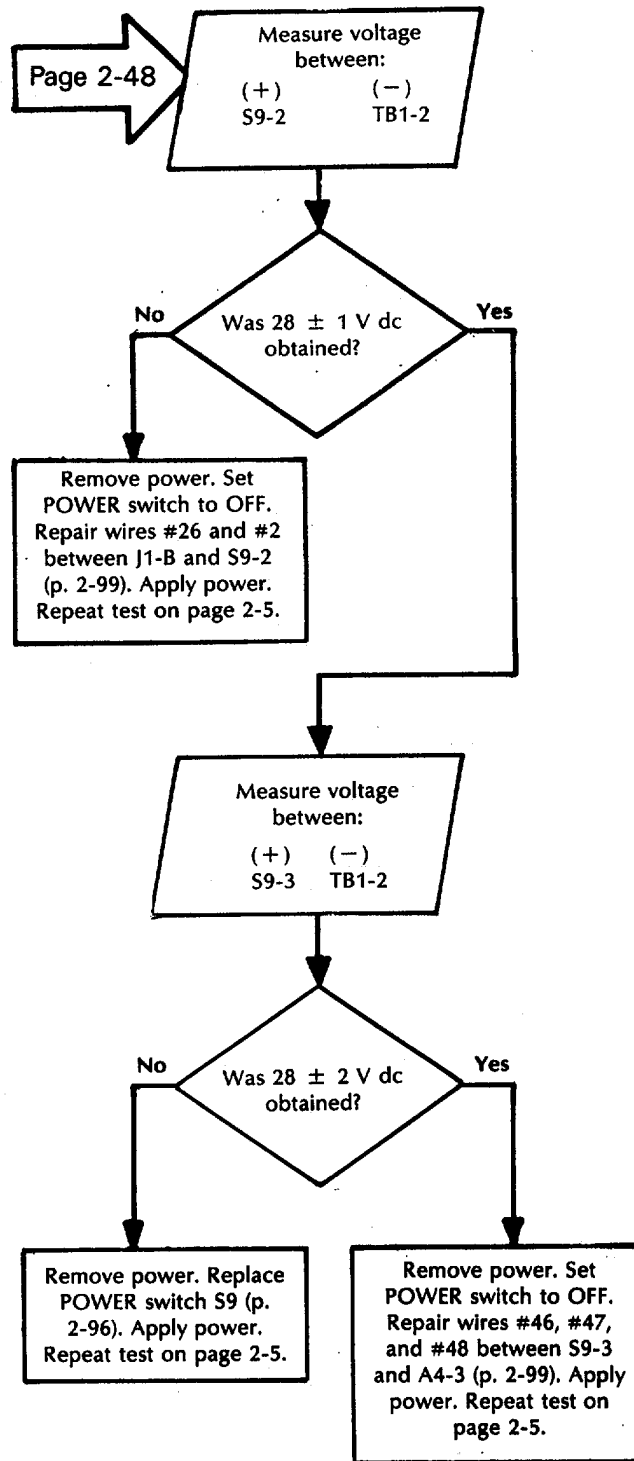 Page 2-48
Measure voltage
between:
(+) (−)
S9-2 TB1-2
No
Yes
Was 28 ± 1 V dc
obtained?
Remove power. Set
POWER switch to OFF.
Repair wires #26 and #2
between J1-B and S9-2
(p. 2-99). Apply power.
Repeat test on page 2-5.
Measure voltage
between:
(+) (−)
S9-3 TB1-2
No
Yes
Was 28 ± 2 V dc
obtained?
Remove power. Replace
POWER switch S9 (p.
2-96). Apply power.
Repeat test on page 2-5.
Remove power. Set
POWER switch to OFF.
Repair wires #46, #47,
and #48 between S9-3
and A4-3 (p. 2-99). Apply
power. Repeat test on
page 2-5.